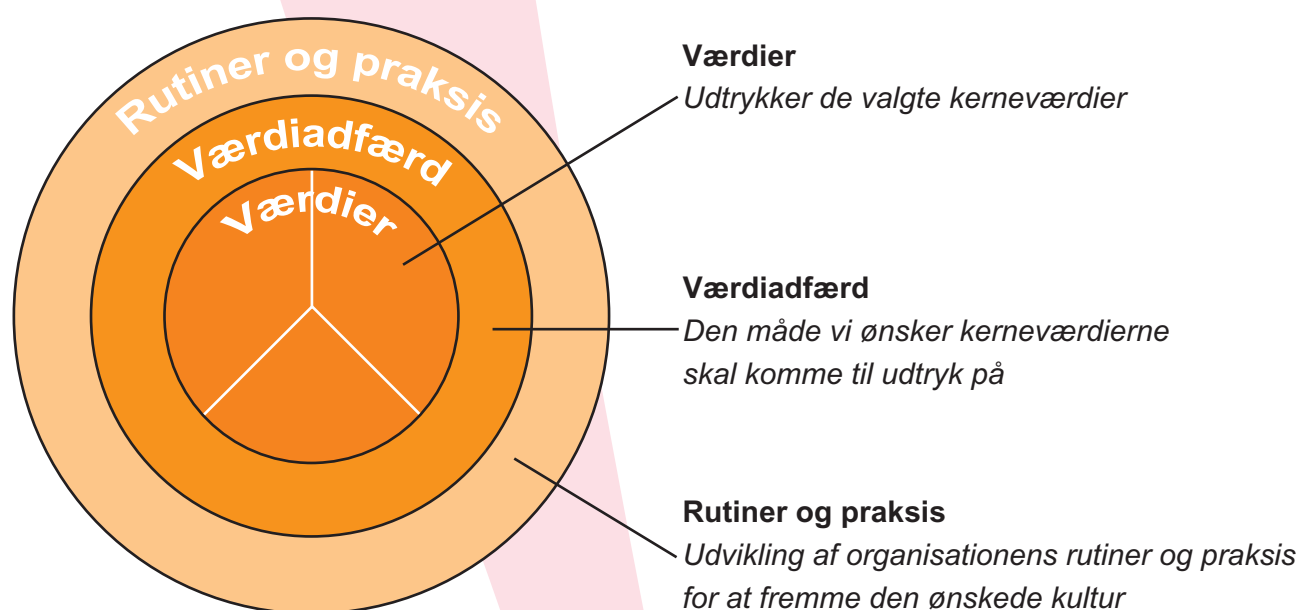 Rutiner og praksis
Værdiadfærd
Værdier
Værdier
Udtrykker de valgte kerneværdier
Værdiadfærd
Den måde vi ønsker kerneværdierne
skal komme til udtryk på
Rutiner og praksis
Udvikling af organisationens rutiner og praksis
for at fremme den ønskede kultur